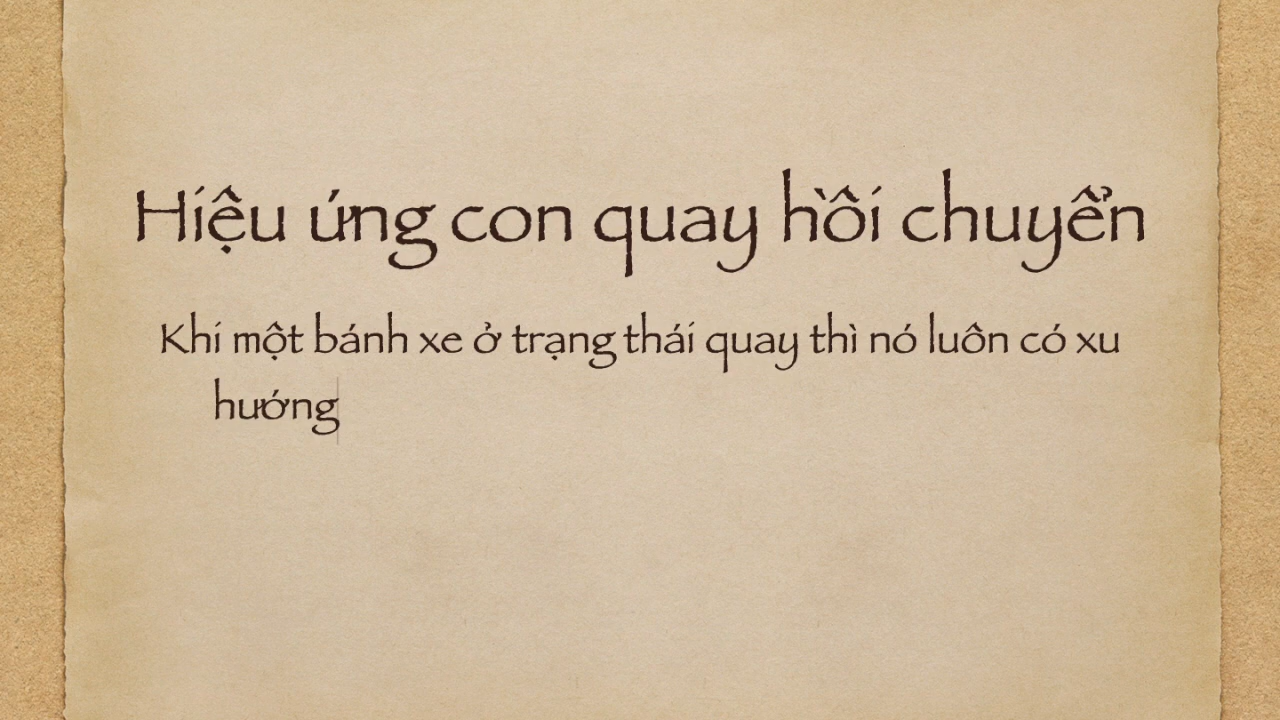 Hiệu ứng con quay hồi chuyển
Khi một bánh xe ở trạng thái quay thì nó luôn có xu
hướng